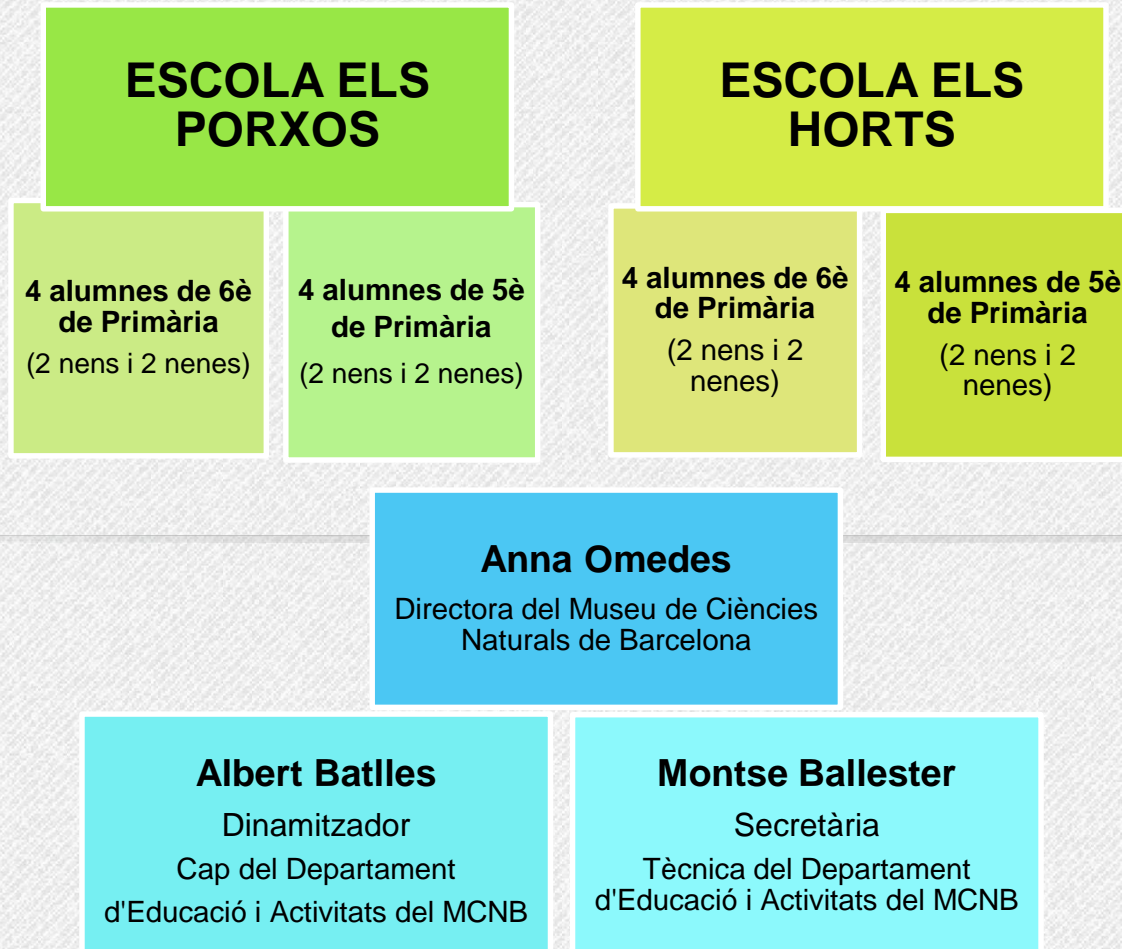 ESCOLA ELS
PORXOS
4 alumnes de 6è
de Primària
(2 nens i 2 nenes)
4 alumnes de 5è
de Primària
(2 nens i 2 nenes)
ESCOLA ELS
HORTS
4 alumnes de 6è
de Primària
(2 nens i 2
nenes)
4 alumnes de 5è
de Primària
(2 nens i 2
nenes)
Anna Omedes
Directora del Museu de Ciències
Naturals de Barcelona
Albert Batlles
Dinamitzador
Cap del Departament
d'Educació i Activitats del MCNB
Montse Ballester
Secretària
Tècnica del Departament
d'Educació i Activitats del MCNB